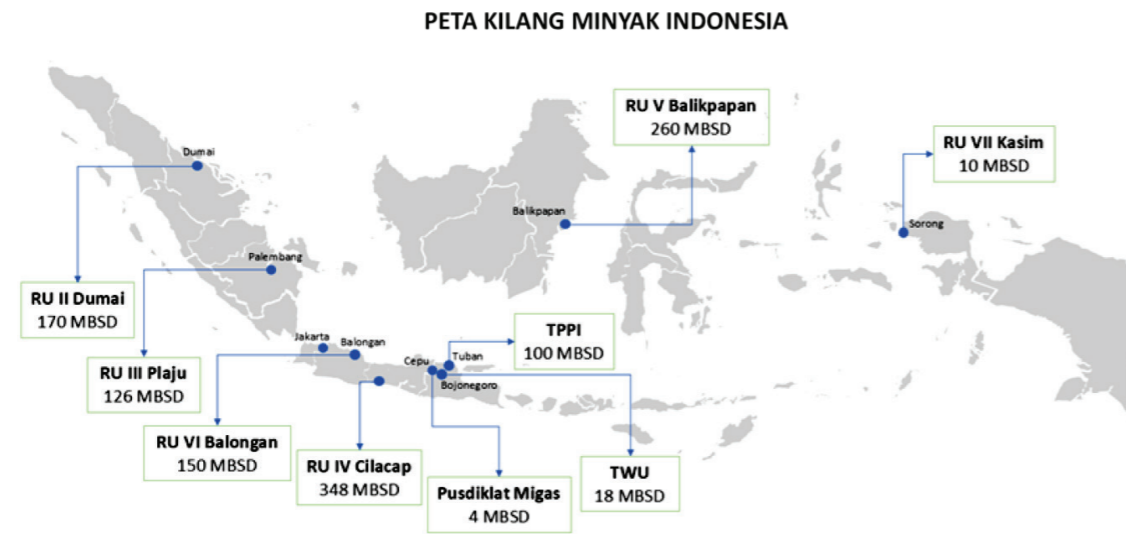 PETA KILANG MINYAK INDONESIA
RU V Balikpapan
260 MBSD
RU VII Kasim
10 MBSD
Dumai
Balikpapan
Sorong
Palembang
RU II Dumai
170 MBSD
TPPI
100 MBSD
Jakarta
Balongan
Cepu
Tuban
Bojonegoro
RU III Plaju
126 MBSD
RU VI Balongan
150 MBSD
RU IV Cilacap
348 MBSD
Pusdiklat Migas
4 MBSD
TWU
18 MBSD